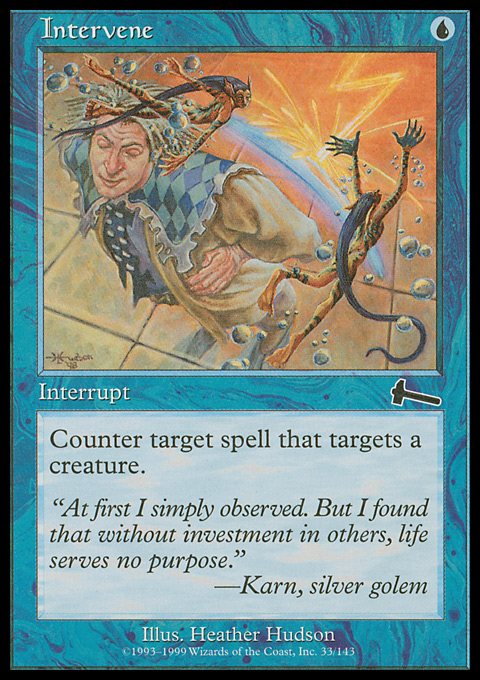 Intervene
Interrupt
Counter target spell that targets a
creature.
“At first I simply observed. But I found
that without investment in others, life
serves no purpose.”
—Karn, silver golem
Illus. Heather Hudson
©1993-1999 Wizards of the Coast, Inc. 33/143